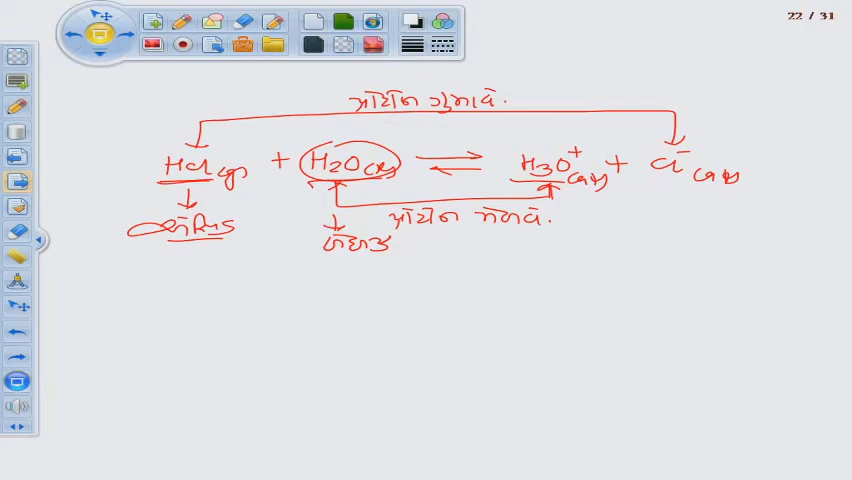 22 / 31
પ્રોટોન ગુમાવે.
HCl(g) + H2O(l) ⇌ H3O+(aq) + Cl-(aq)
પ્રોટોન મેળવે.
એસિડ
બેઇઝ